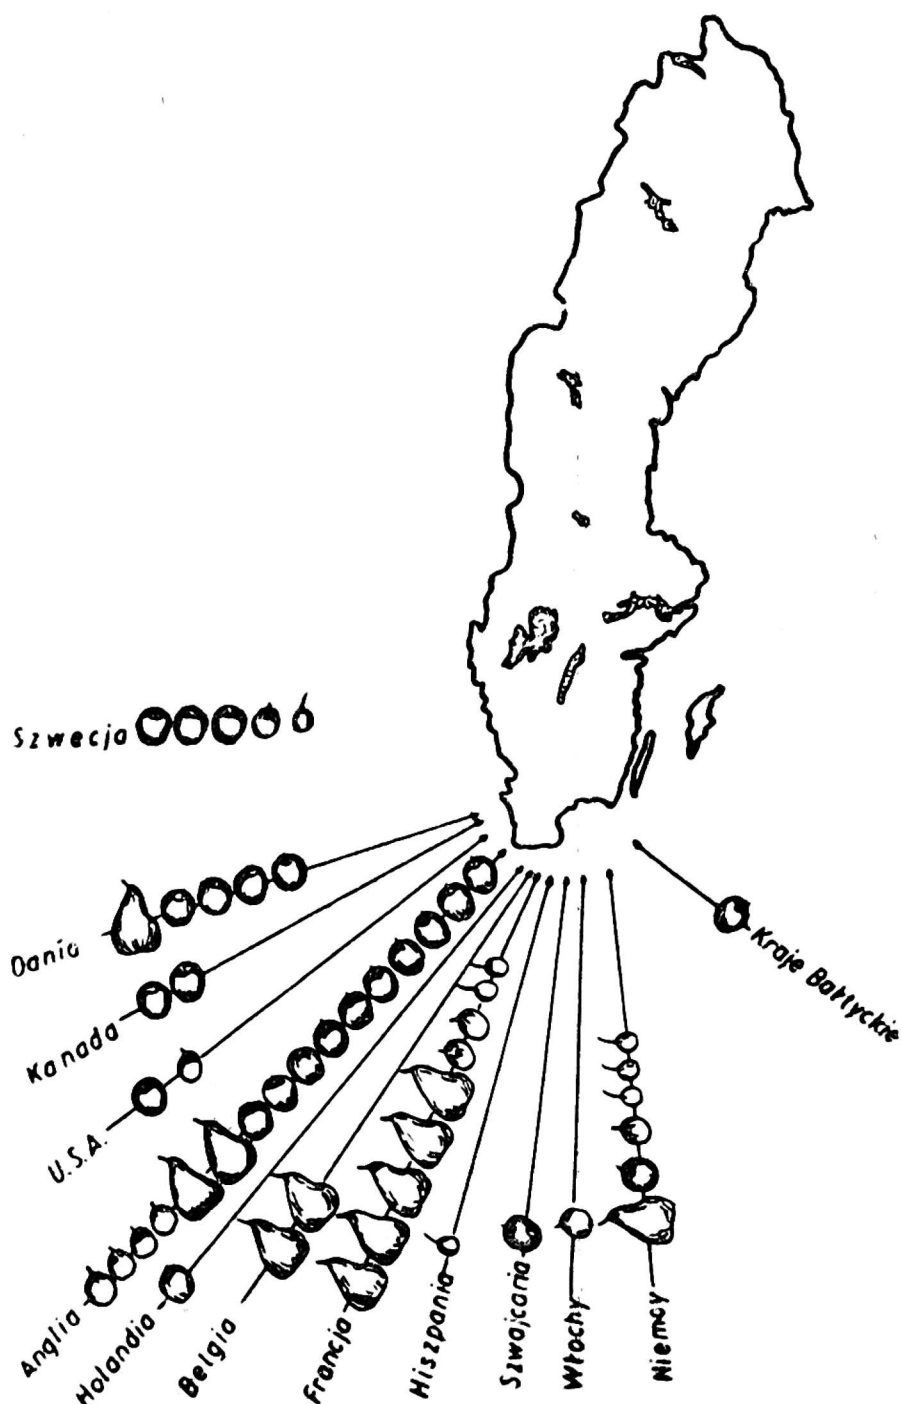 Szwecja
Dania
Kanada
U.S.A.
Anglia
Holandia
Belgia
Francja
Hiszpania
Szwajcaria
Włochy
Niemcy
Kraje Bałtyckie